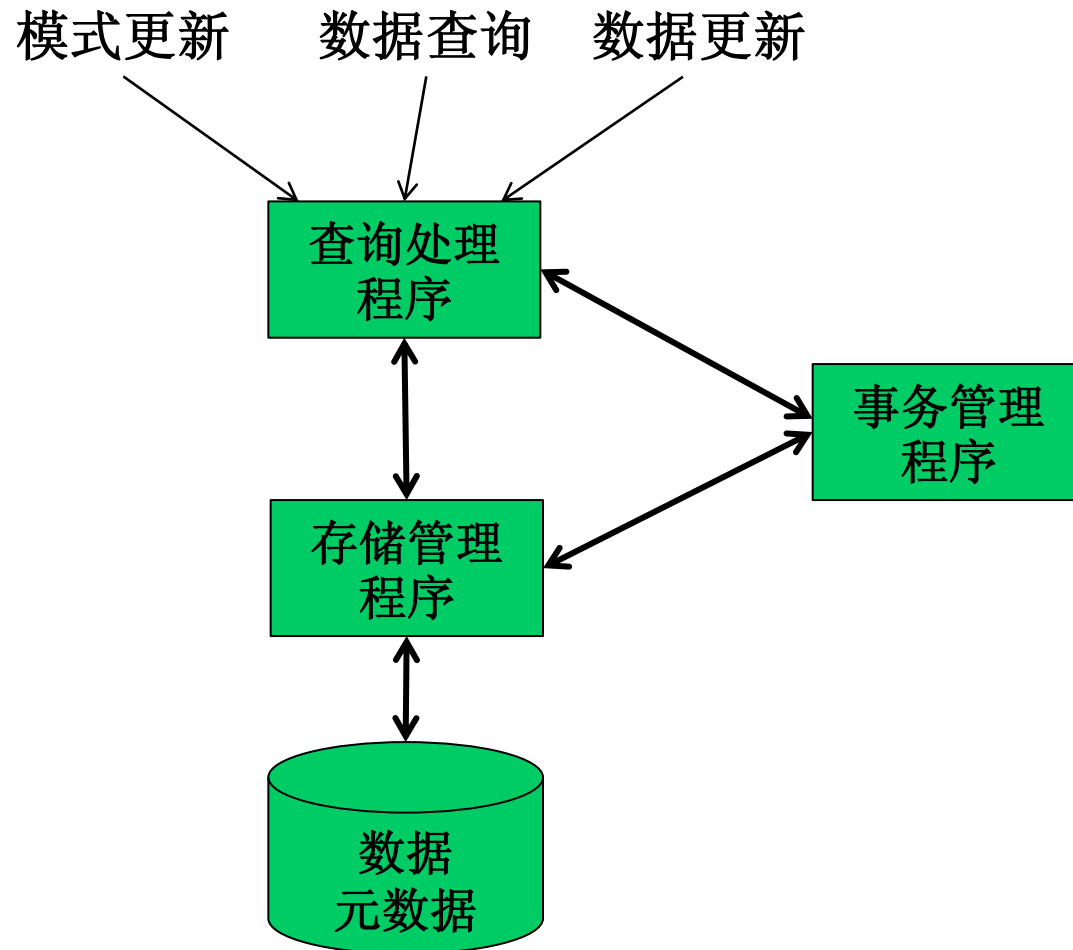 模式更新
数据查询
数据更新
查询处理
程序
事务管理
程序
存储管理
程序
数据
元数据